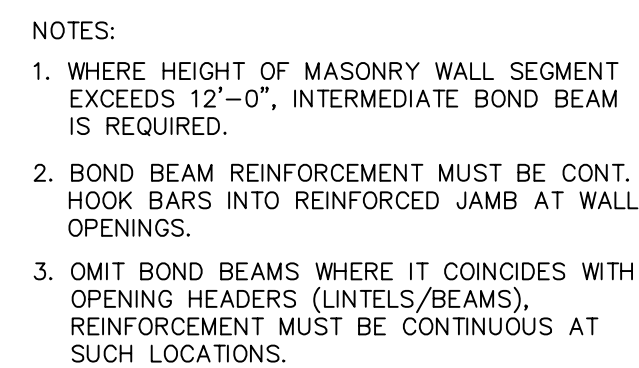 NOTES:
1. WHERE HEIGHT OF MASONRY WALL SEGMENT
EXCEEDS 12'-0", INTERMEDIATE BOND BEAM
IS REQUIRED.
2. BOND BEAM REINFORCEMENT MUST BE CONT.
HOOK BARS INTO REINFORCED JAMB AT WALL
OPENINGS.
3. OMIT BOND BEAMS WHERE IT COINCIDES WITH
OPENING HEADERS (LINTELS/BEAMS),
REINFORCEMENT MUST BE CONTINUOUS AT
SUCH LOCATIONS.